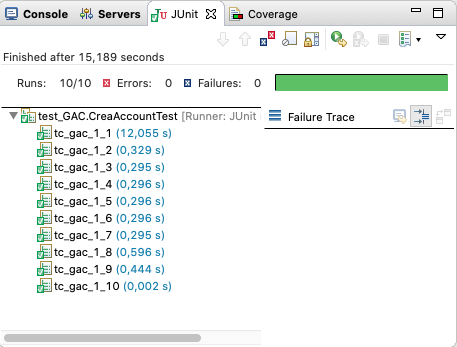 Console Servers JUnit Coverage
Finished after 15,189 seconds
Runs: 10/10 Errors: 0 Failures: 0
test_GAC.CreaAccountTest [Runner: JUnit
Failure Trace
tc_gac_1_1 (12,055 s)
tc_gac_1_2 (0,329 s)
tc_gac_1_3 (0,295 s)
tc_gac_1_4 (0,296 s)
tc_gac_1_5 (0,296 s)
tc_gac_1_6 (0,296 s)
tc_gac_1_7 (0,295 s)
tc_gac_1_8 (0,596 s)
tc_gac_1_9 (0,444 s)
tc_gac_1_10 (0,002 s)